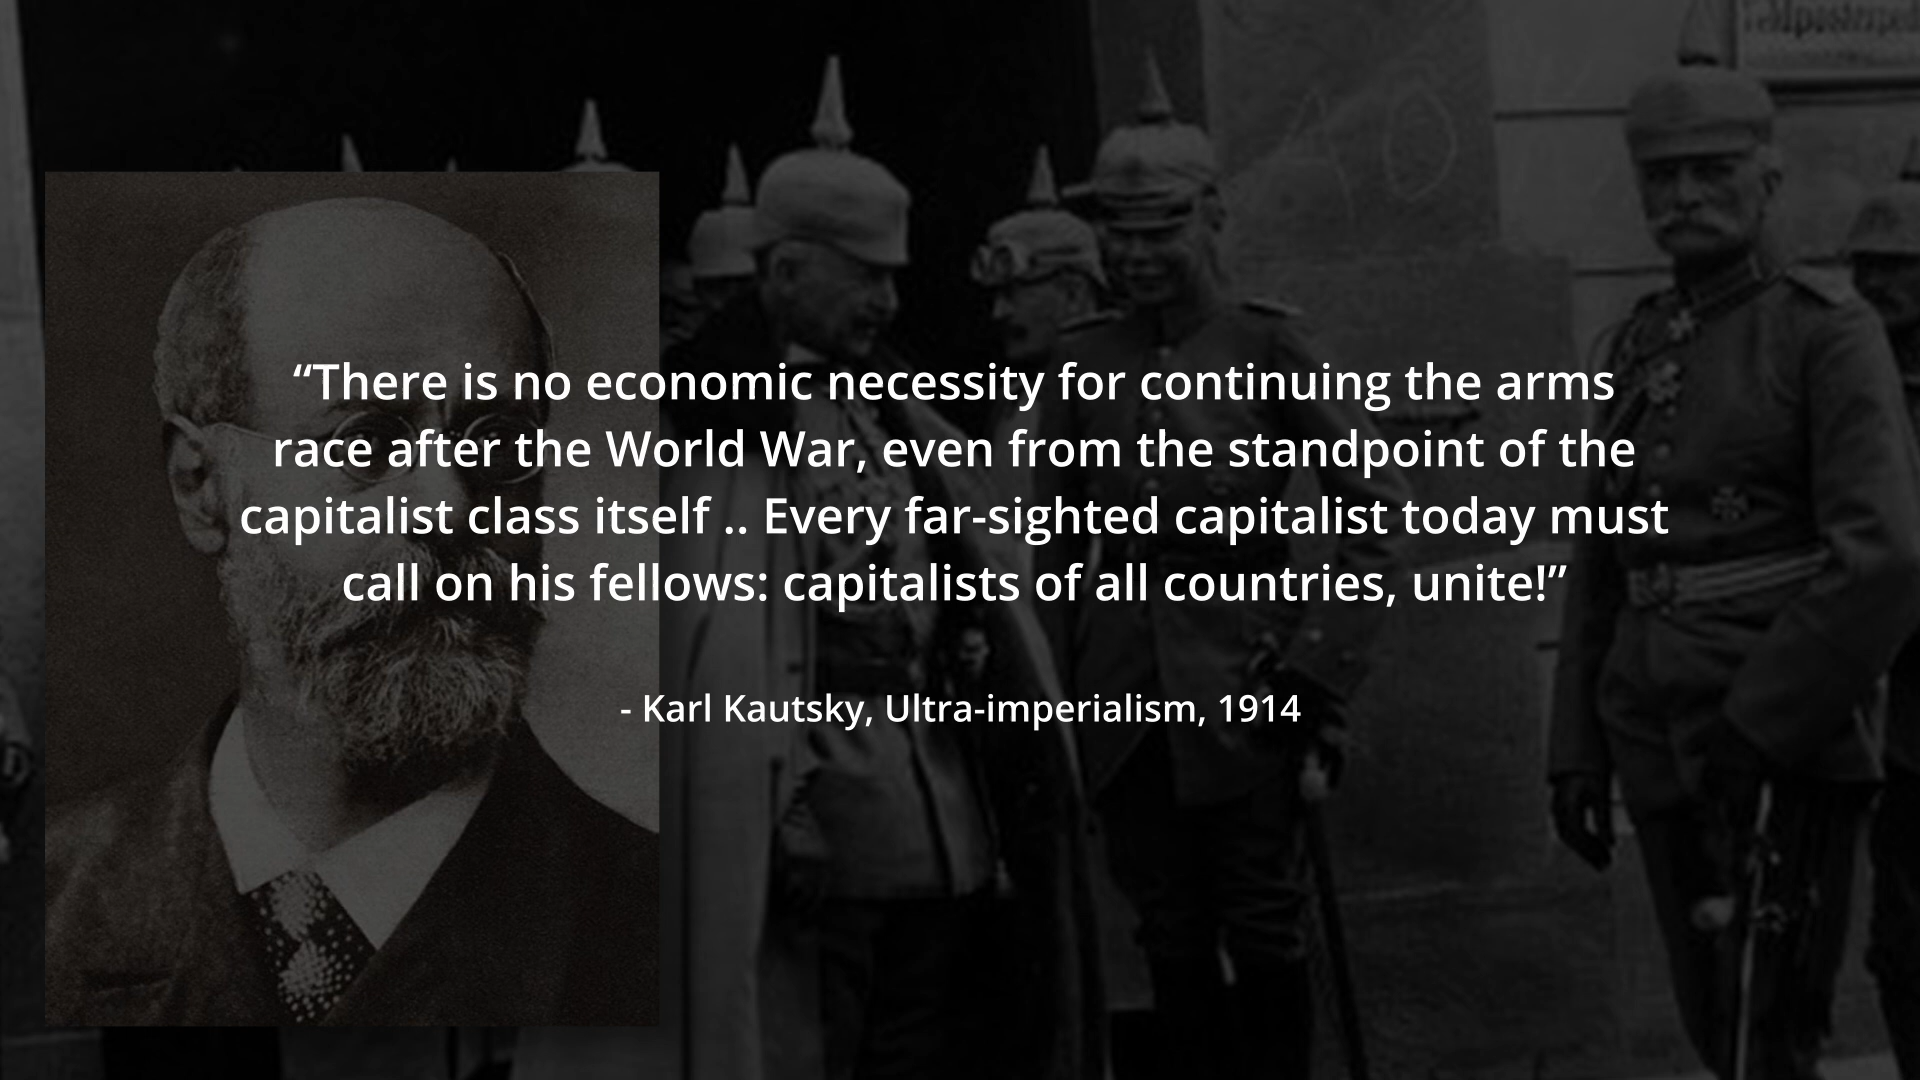 “There is no economic necessity for continuing the arms
race after the World War, even from the standpoint of the
capitalist class itself .. Every far-sighted capitalist today must
call on his fellows: capitalists of all countries, unite!”
- Karl Kautsky, Ultra-imperialism, 1914